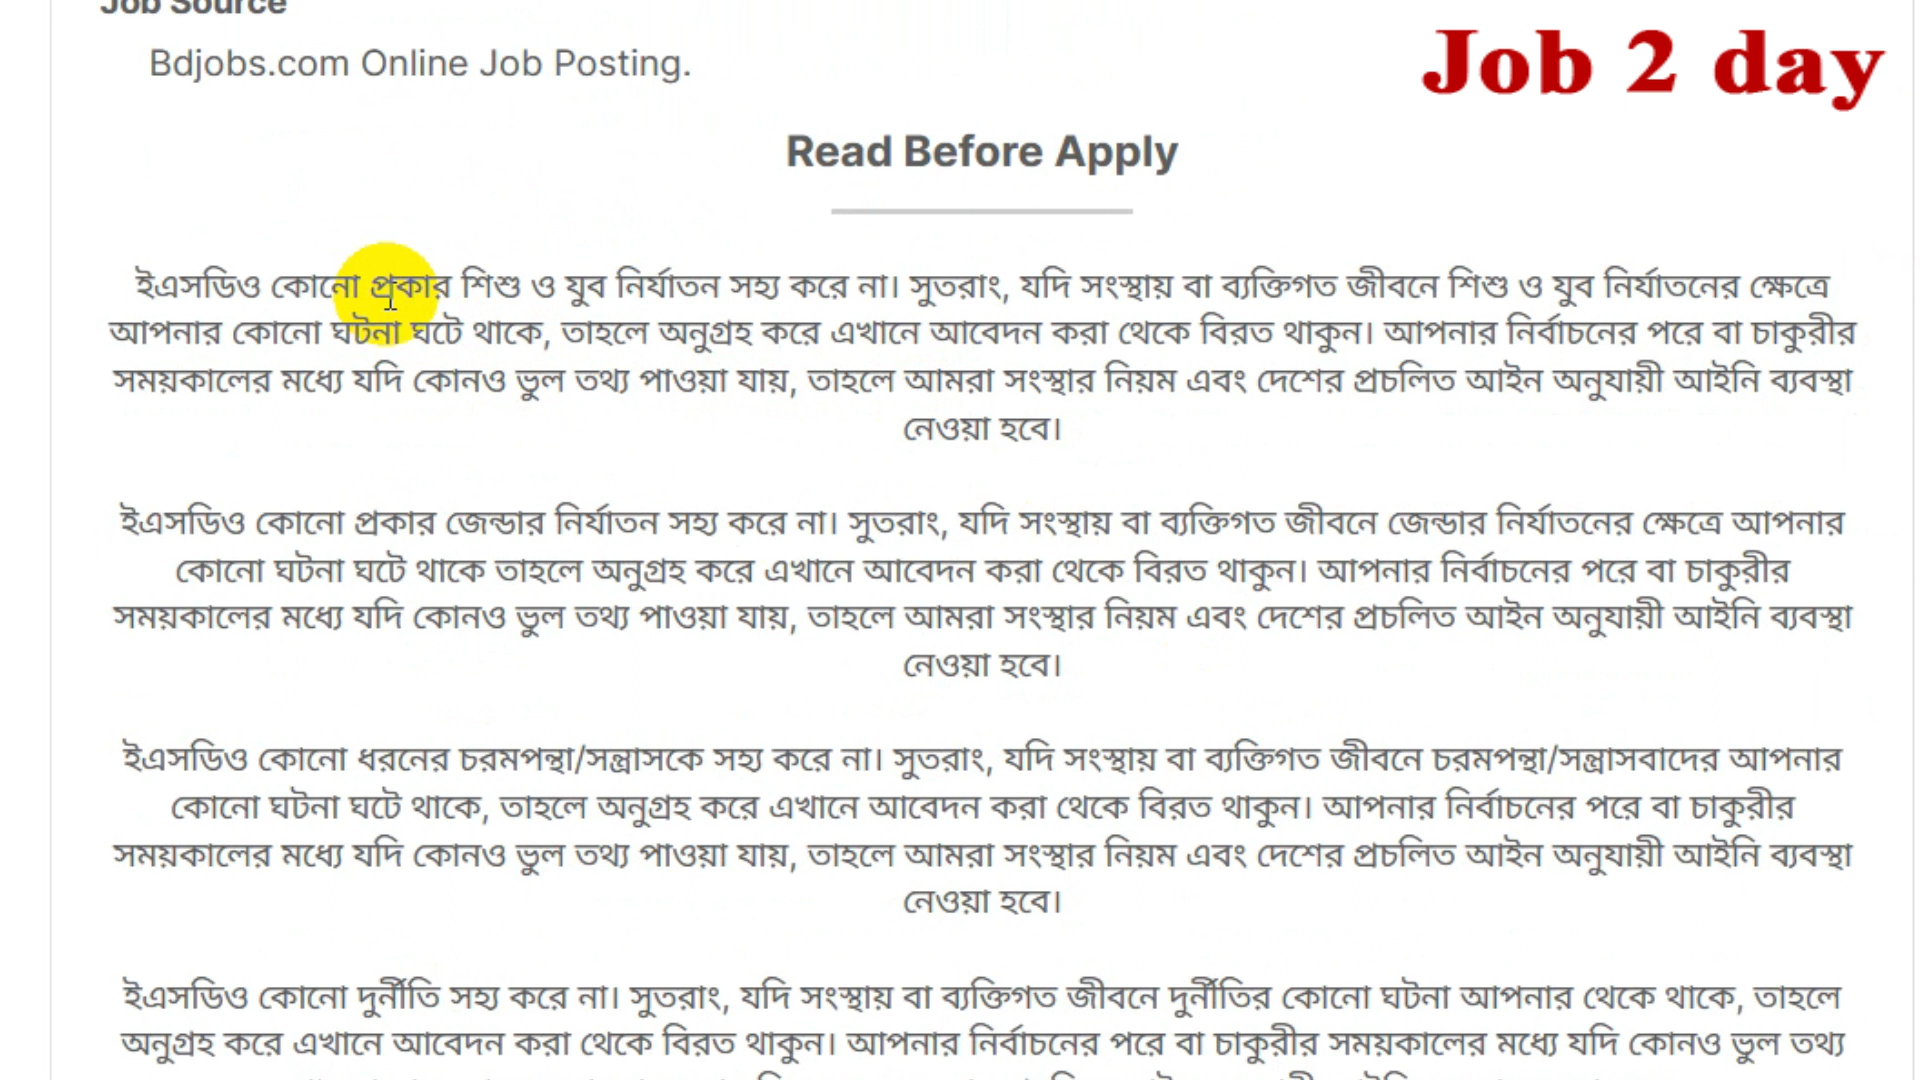 Job Source
Bdjobs.com Online Job Posting.
Job 2 day
Read Before Apply
ইএসডিও কোনো প্রকার শিশু ও যুব নির্যাতন সহ্য করে না। সুতরাং, যদি সংস্থায় বা ব্যক্তিগত জীবনে শিশু ও যুব নির্যাতনের ক্ষেত্রে
আপনার কোনো ঘটনা ঘটে থাকে, তাহলে অনুগ্রহ করে এখানে আবেদন করা থেকে বিরত থাকুন। আপনার নির্বাচনের পরে বা চাকুরীর
সময়কালের মধ্যে যদি কোনও ভুল তথ্য পাওয়া যায়, তাহলে আমরা সংস্থার নিয়ম এবং দেশের প্রচলিত আইন অনুযায়ী আইনি ব্যবস্থা
নেওয়া হবে।
ইএসডিও কোনো প্রকার জেন্ডার নির্যাতন সহ্য করে না। সুতরাং, যদি সংস্থায় বা ব্যক্তিগত জীবনে জেন্ডার নির্যাতনের ক্ষেত্রে আপনার
কোনো ঘটনা ঘটে থাকে তাহলে অনুগ্রহ করে এখানে আবেদন করা থেকে বিরত থাকুন। আপনার নির্বাচনের পরে বা চাকুরীর
সময়কালের মধ্যে যদি কোনও ভুল তথ্য পাওয়া যায়, তাহলে আমরা সংস্থার নিয়ম এবং দেশের প্রচলিত আইন অনুযায়ী আইনি ব্যবস্থা
নেওয়া হবে।
ইএসডিও কোনো ধরনের চরমপন্থা/সন্ত্রাসকে সহ্য করে না। সুতরাং, যদি সংস্থায় বা ব্যক্তিগত জীবনে চরমপন্থা/সন্ত্রাসবাদের আপনার
কোনো ঘটনা ঘটে থাকে, তাহলে অনুগ্রহ করে এখানে আবেদন করা থেকে বিরত থাকুন। আপনার নির্বাচনের পরে বা চাকুরীর
সময়কালের মধ্যে যদি কোনও ভুল তথ্য পাওয়া যায়, তাহলে আমরা সংস্থার নিয়ম এবং দেশের প্রচলিত আইন অনুযায়ী আইনি ব্যবস্থা
নেওয়া হবে।
ইএসডিও কোনো দুর্নীতি সহ্য করে না। সুতরাং, যদি সংস্থায় বা ব্যক্তিগত জীবনে দুর্নীতির কোনো ঘটনা আপনার থেকে থাকে, তাহলে
অনুগ্রহ করে এখানে আবেদন করা থেকে বিরত থাকুন। আপনার নির্বাচনের পরে বা চাকুরীর সময়কালের মধ্যে যদি কোনও ভুল তথ্য